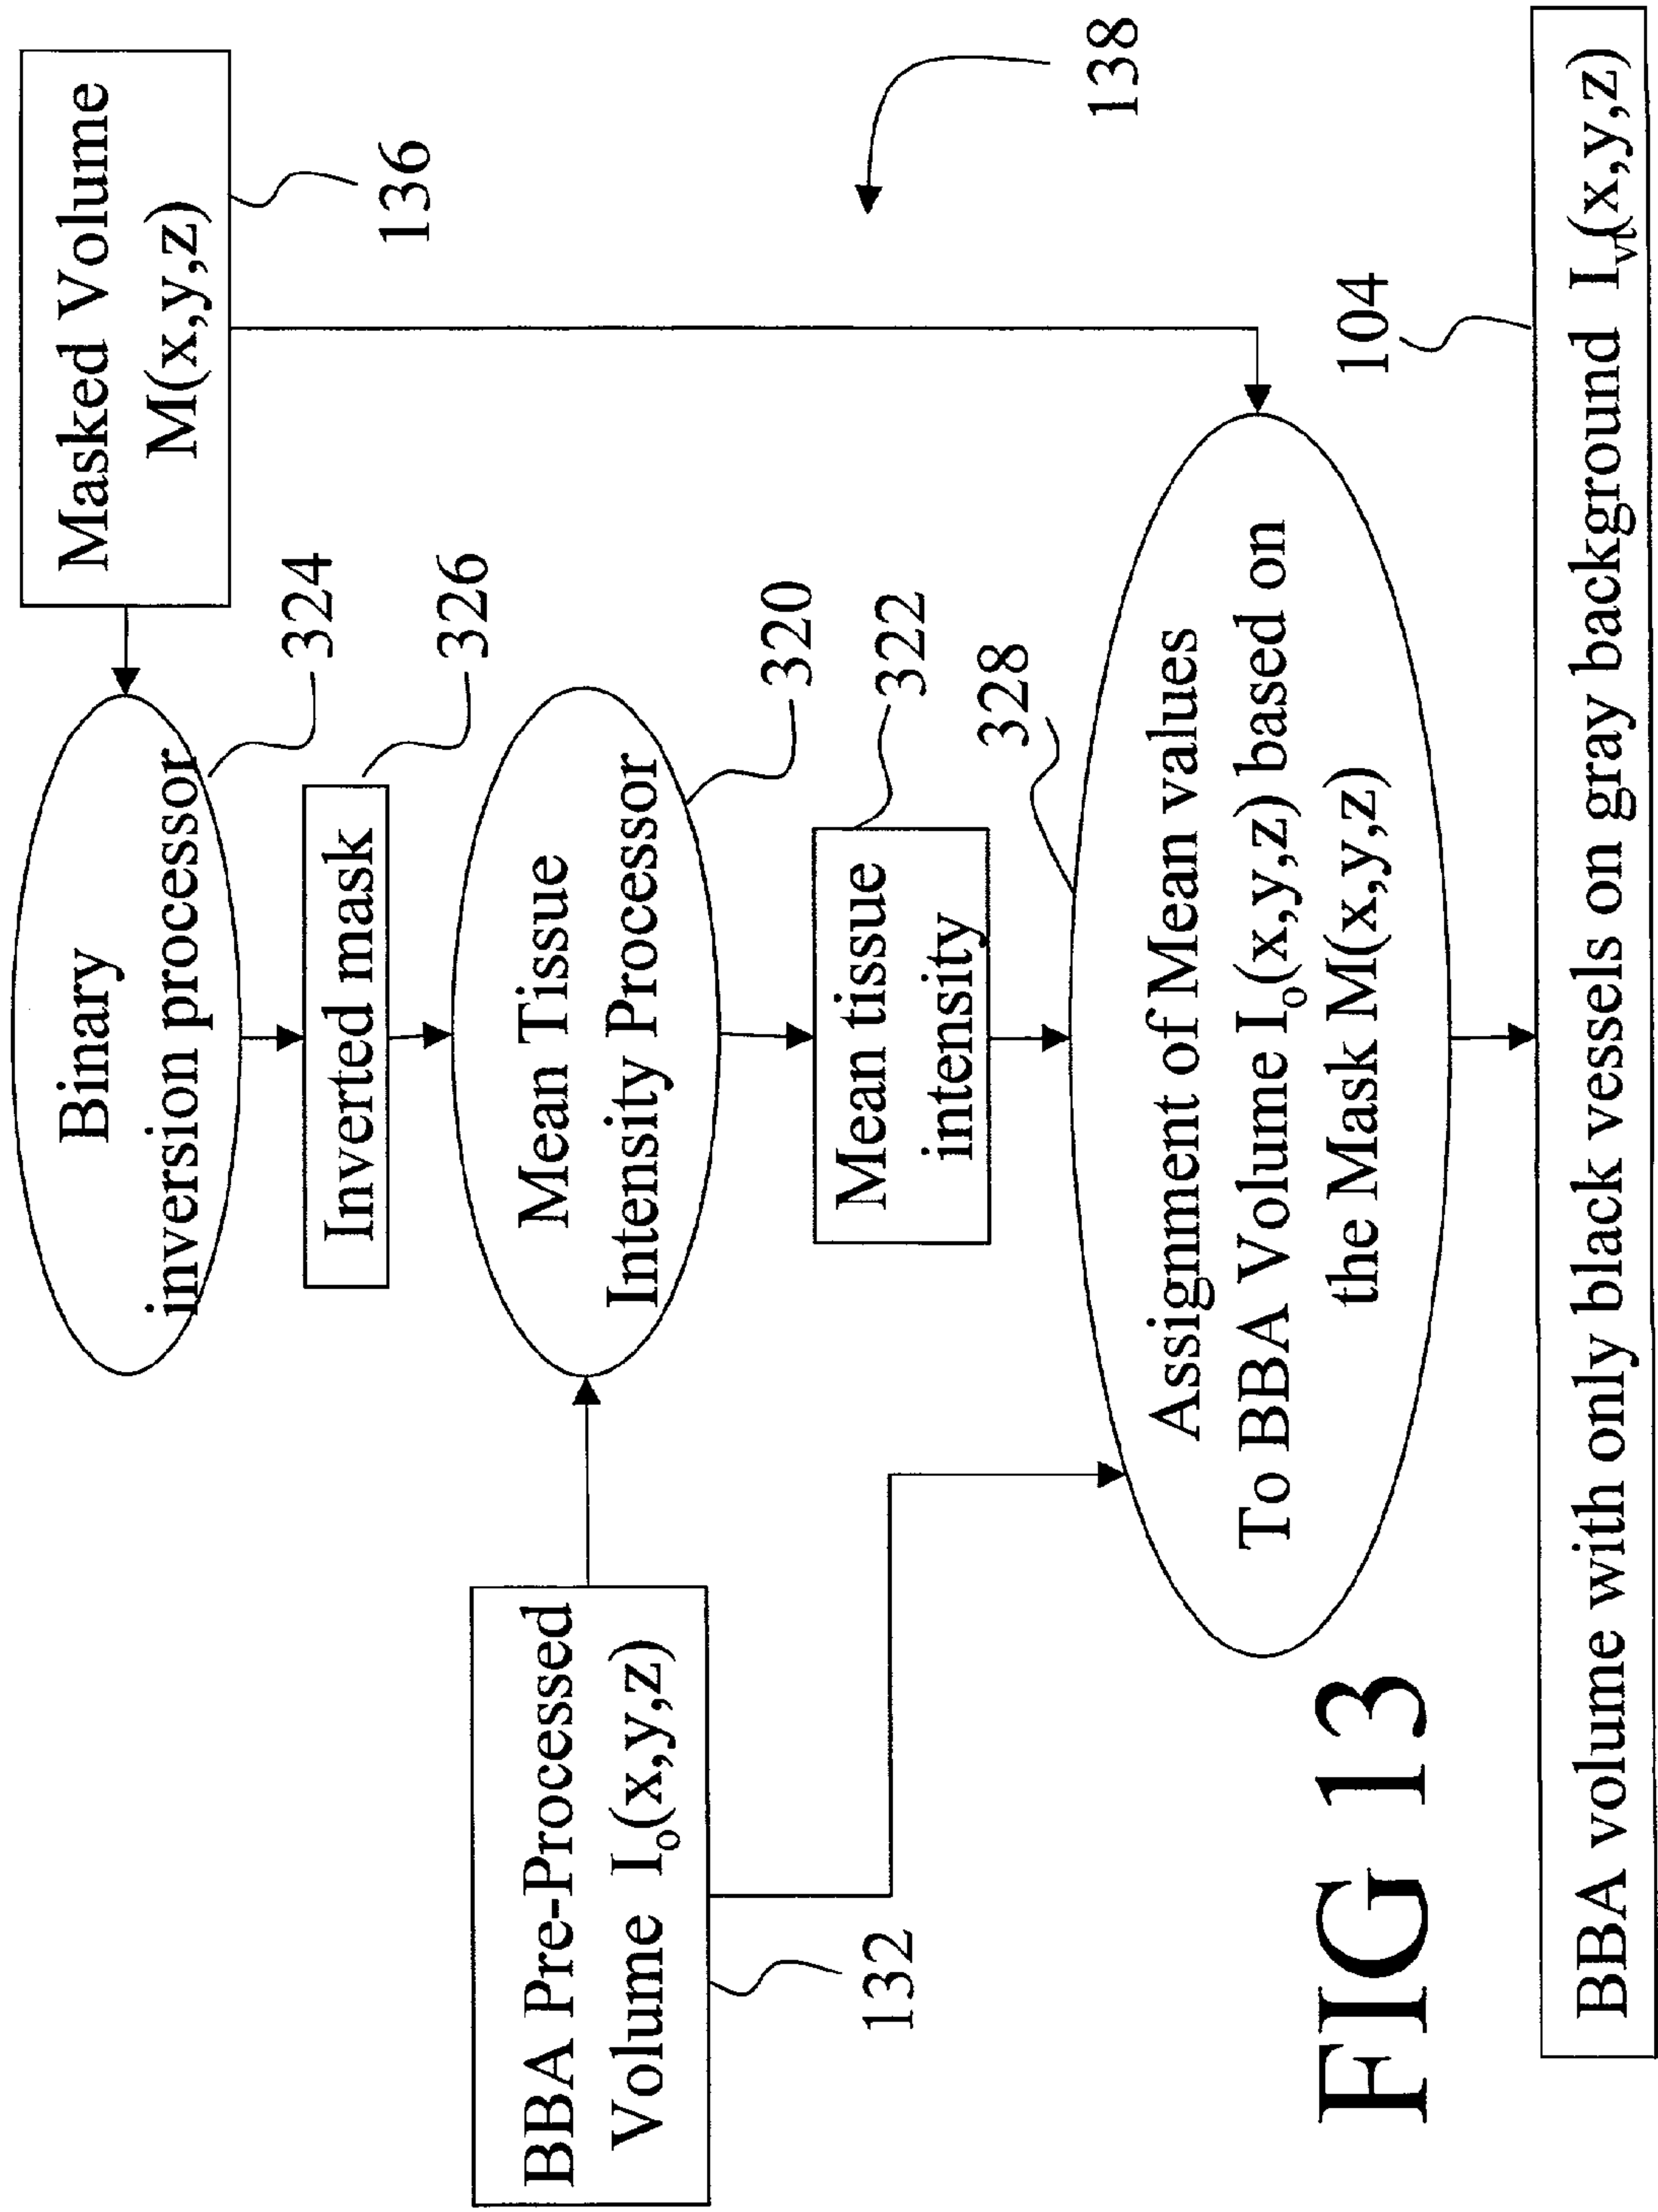 Binary
inversion processor
324
Masked Volume
M(x,y,z)
136
Inverted mask
326
BBA Pre-Processed
Volume I₀(x,y,z)
132
Mean Tissue
Intensity Processor
320
Mean tissue
intensity
322
138
Assignment of Mean values
To BBA Volume I₀(x,y,z) based on
the Mask M(x,y,z)
328
104
BBA volume with only black vessels on gray background Ivt(x,y,z)
FIG 13